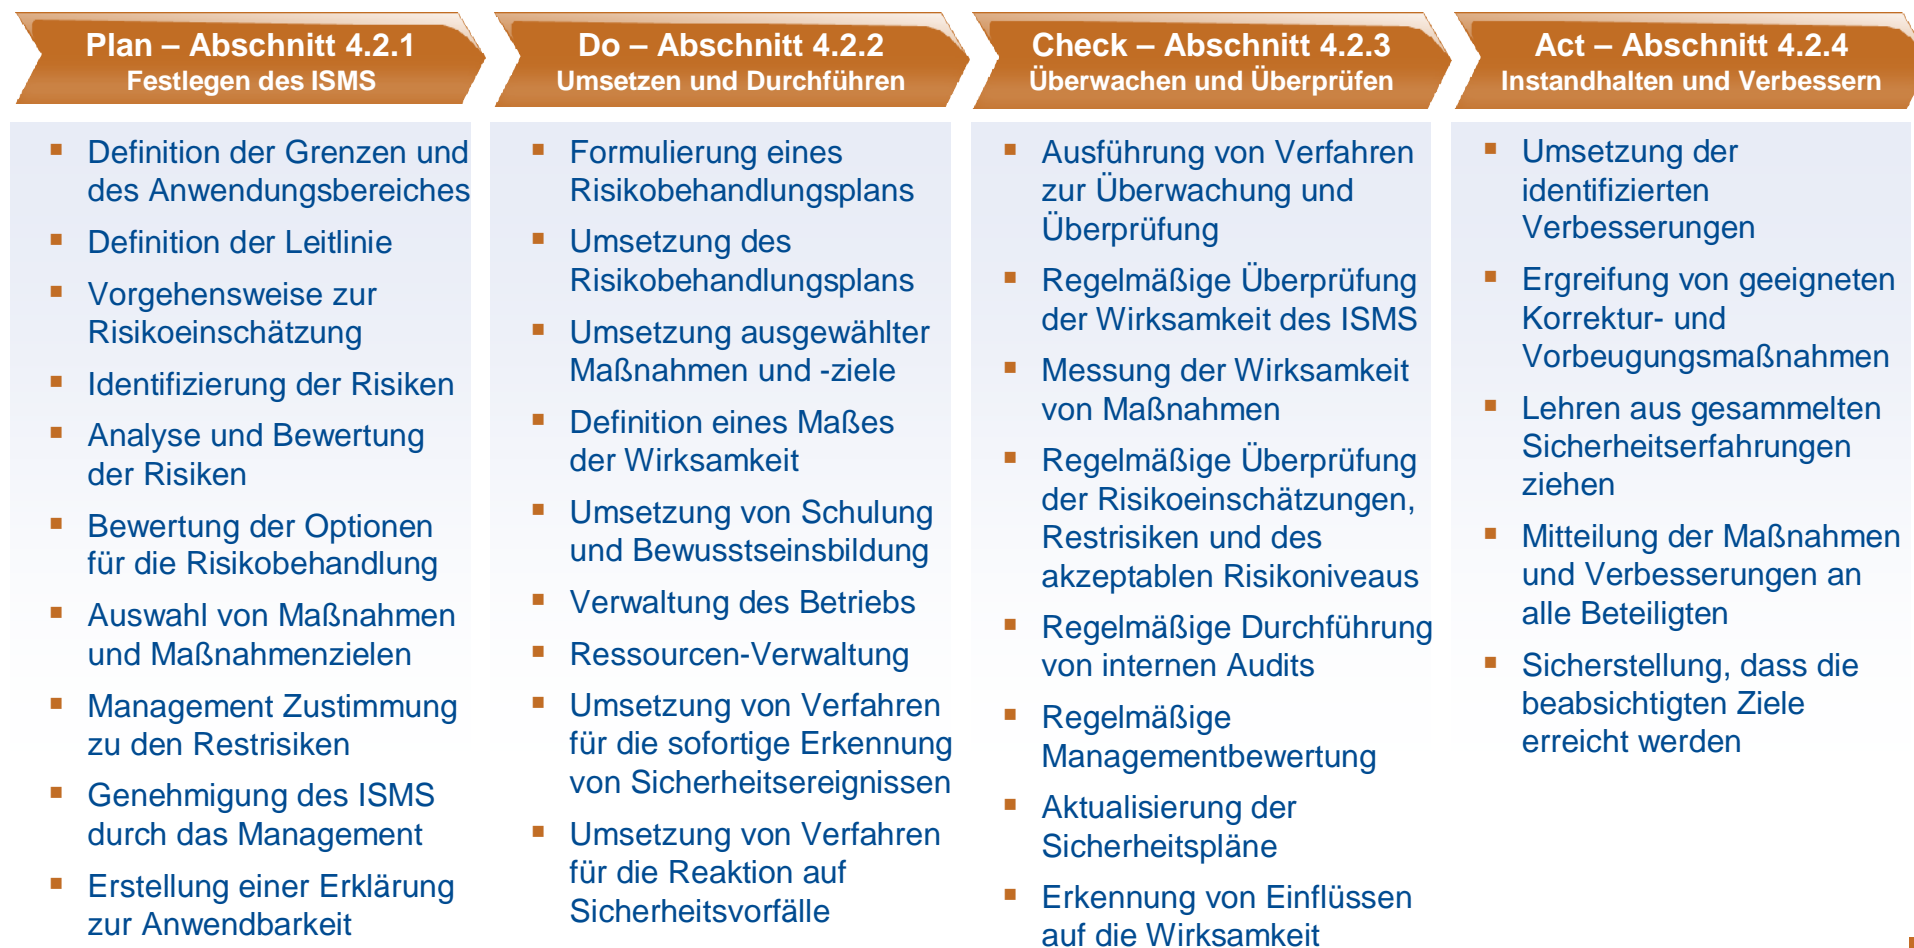 Plan – Abschnitt 4.2.1
Festlegen des ISMS
Definition der Grenzen und
des Anwendungsbereiches
Definition der Leitlinie
Vorgehensweise zur
Risikoeinschätzung
Identifizierung der Risiken
Analyse und Bewertung
der Risiken
Bewertung der Optionen
für die Risikobehandlung
Auswahl von Maßnahmen
und Maßnahmenzielen
Management Zustimmung
zu den Restrisiken
Genehmigung des ISMS
durch das Management
Erstellung einer Erklärung
zur Anwendbarkeit
Do – Abschnitt 4.2.2
Umsetzen und Durchführen
Formulierung eines
Risikobehandlungsplans
Umsetzung des
Risikobehandlungsplans
Umsetzung ausgewählter
Maßnahmen und -ziele
Definition eines Maßes
der Wirksamkeit
Umsetzung von Schulung
und Bewusstseinsbildung
Verwaltung des Betriebs
Ressourcen-Verwaltung
Umsetzung von Verfahren
für die sofortige Erkennung
von Sicherheitsereignissen
Umsetzung von Verfahren
für die Reaktion auf
Sicherheitsvorfälle
Check – Abschnitt 4.2.3
Überwachen und Überprüfen
Ausführung von Verfahren
zur Überwachung und
Überprüfung
Regelmäßige Überprüfung
der Wirksamkeit des ISMS
Messung der Wirksamkeit
von Maßnahmen
Regelmäßige Überprüfung
der Risikoeinschätzungen,
Restrisiken und des
akzeptablen Risikoniveaus
Regelmäßige Durchführung
von internen Audits
Regelmäßige
Managementbewertung
Aktualisierung der
Sicherheitspläne
Erkennung von Einflüssen
auf die Wirksamkeit
Act – Abschnitt 4.2.4
Instandhalten und Verbessern
Umsetzung der
identifizierten
Verbesserungen
Ergreifung von geeigneten
Korrektur- und
Vorbeugungsmaßnahmen
Lehren aus gesammelten
Sicherheitserfahrungen
ziehen
Mitteilung der Maßnahmen
und Verbesserungen an
alle Beteiligten
Sicherstellung, dass die
beabsichtigten Ziele
erreicht werden